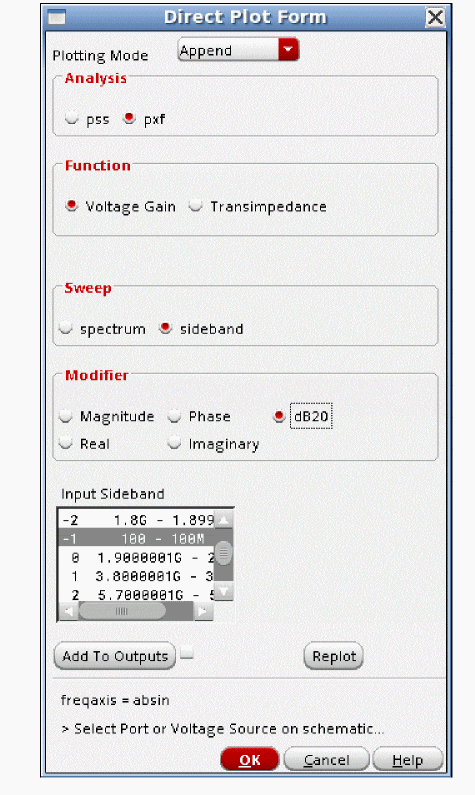 Direct Plot Form
Plotting Mode Append
Analysis
pss pxf
Function
Voltage Gain Transimpedance
Sweep
spectrum sideband
Modifier
Magnitude Phase dB20
Real Imaginary
Input Sideband
-2 1.8G - 1.899
-1 100 - 100M
0 1.9000001G - 2
1 3.8000001G - 3
2 5.7000001G - 5
Add To Outputs Replot
freqaxis = absin
> Select Port or Voltage Source on schematic...
OK Cancel Help